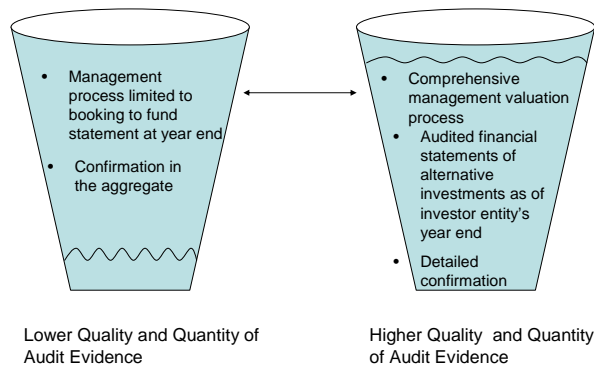 • Management
process limited to
booking to fund
statement at year end
• Confirmation in
the aggregate
• Comprehensive
management valuation
process
• Audited financial
statements of
alternative
investments as of
investor entity's
year end
• Detailed
confirmation
Lower Quality and Quantity of
Audit Evidence
Higher Quality and Quantity
of Audit Evidence